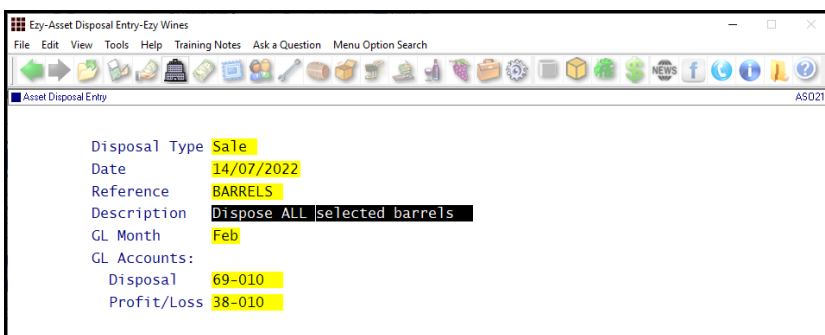 Ezy-Asset Disposal Entry-Ezy Wines
File Edit View Tools Help Training Notes Ask a Question Menu Option Search
NEWS f i ?
Asset Disposal Entry ASO21
Disposal Type Sale
Date 14/07/2022
Reference BARRELS
Description Dispose ALL selected barrels
GL Month Feb
GL Accounts:
Disposal 69-010
Profit/Loss 38-010